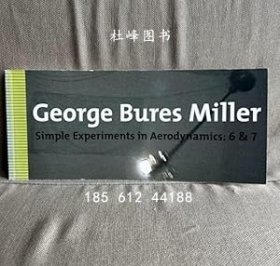 杜峰图书
George Bures Miller
Simple Experiments in Aerodynamics: 6 & 7
185 612 44188